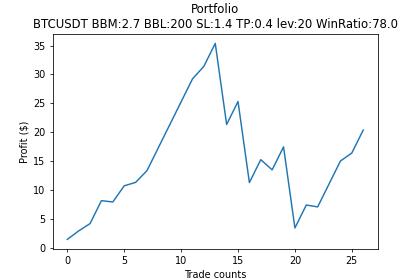 Portfolio
BTCUSDT BBM:2.7 BBL:200 SL:1.4 TP:0.4 lev:20 WinRatio:78.0
35
30
25
20
15
10
5
0
Profit ($)
0 5 10 15 20 25
Trade counts